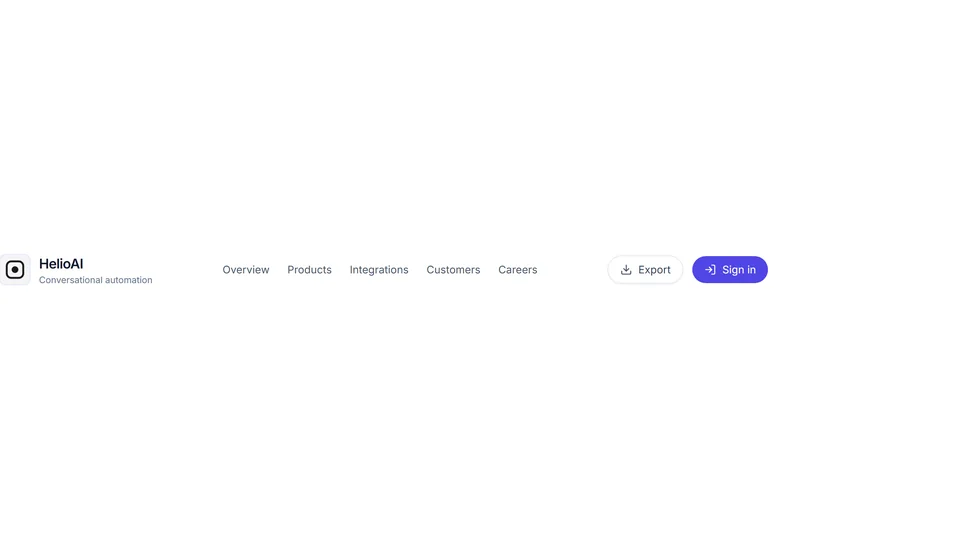 HelioAI
Conversational automation
Overview Products Integrations Customers Careers
Export Sign in